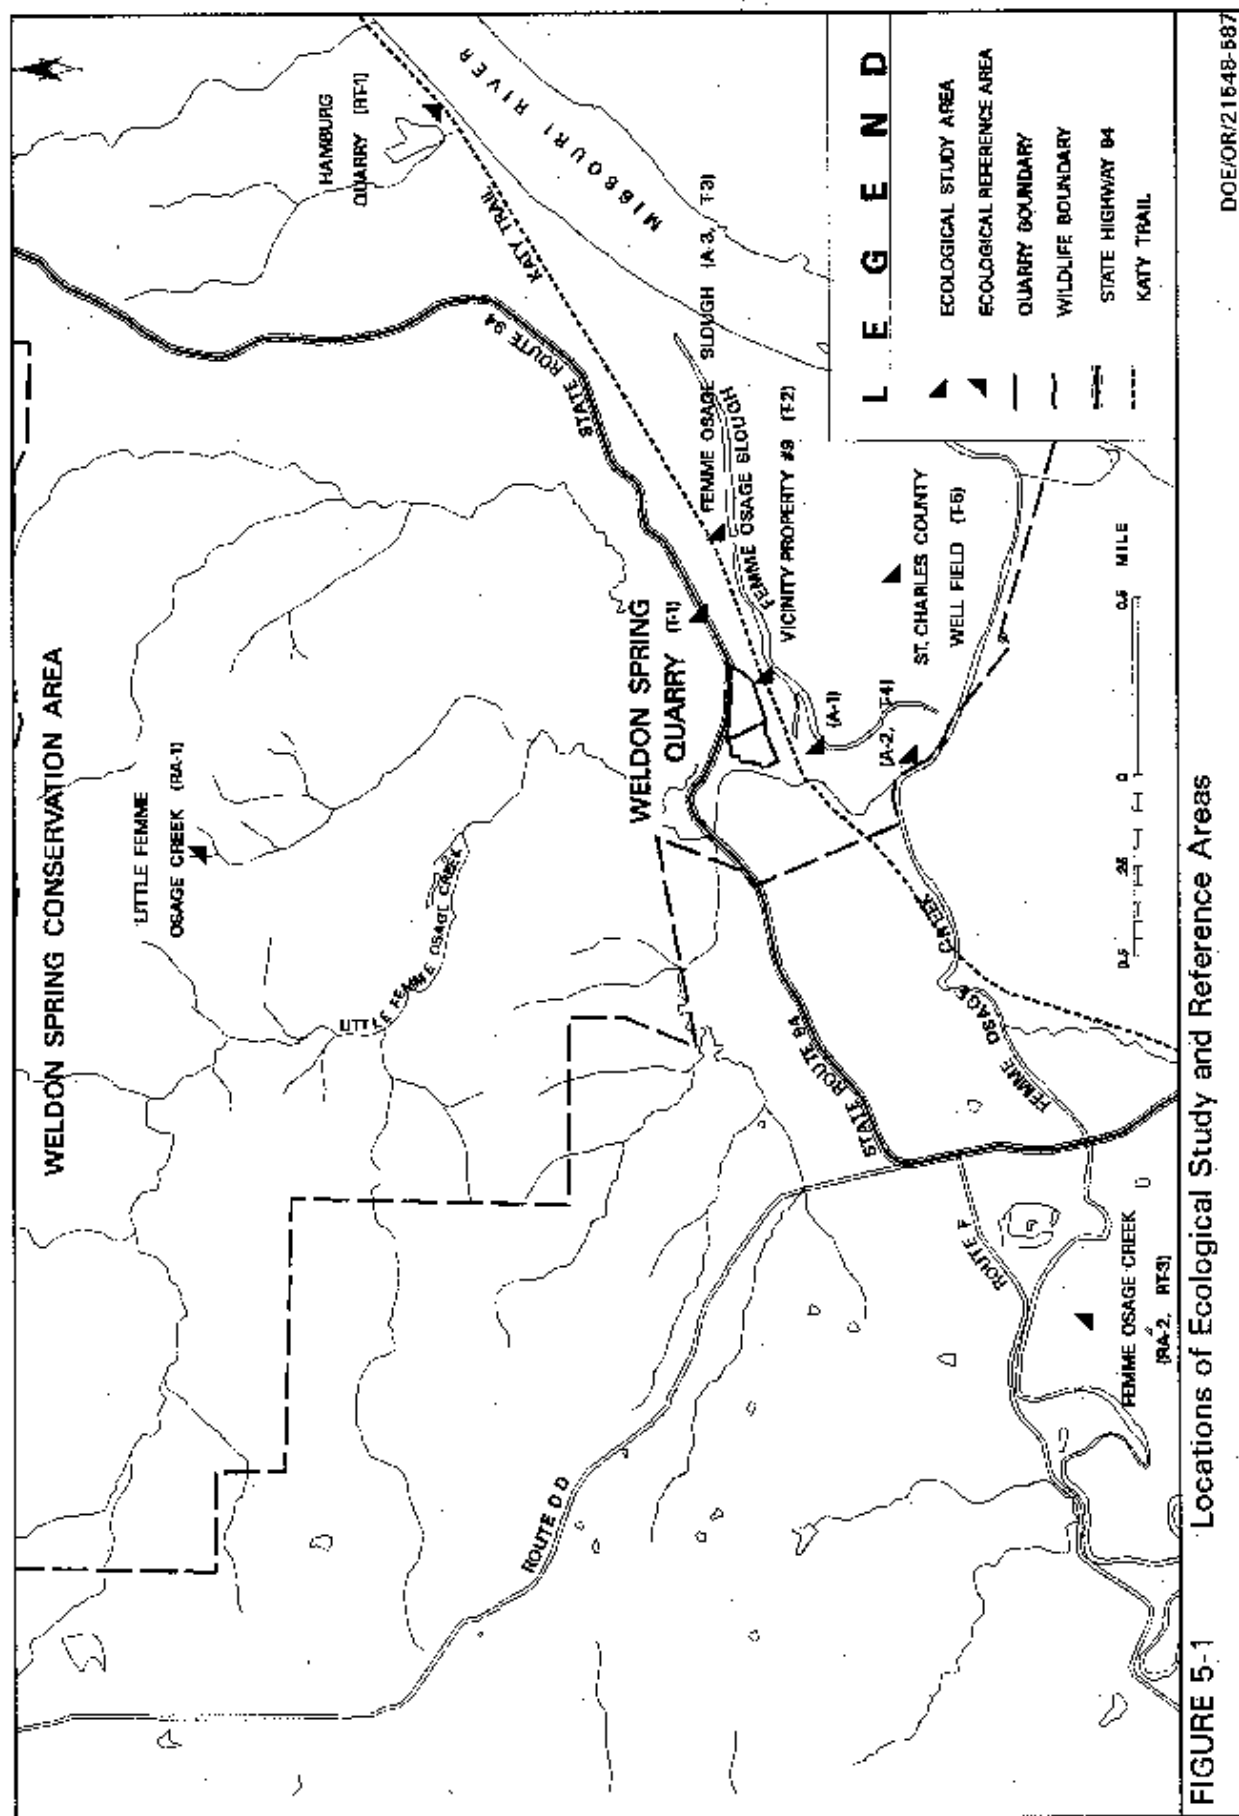 WELDON SPRING CONSERVATION AREA
LITTLE FEMME
OSAGE CREEK (RA-1)
HAMBURG
QUARRY (RT-1)
LITTLE FEMME OSAGE CREEK
KATY TRAIL
MISSOURI RIVER
STATE ROUTE 94
WELDON SPRING
QUARRY (T-1)
FEMME OSAGE SLOUGH (A-3, T-3)
FEMME OSAGE SLOUGH
VICINITY PROPERTY #9 (T-2)
(A-1)
(A-2, T-4)
ST. CHARLES COUNTY
WELL FIELD (T-5)
ROUTE DD
STATE ROUTE 94
ROUTE F
FEMME OSAGE CREEK
FEMME OSAGE CREEK
(RA-2, RT-3)
0.5 .25 0 0.5 MILE
LEGEND
ECOLOGICAL STUDY AREA
ECOLOGICAL REFERENCE AREA
QUARRY BOUNDARY
WILDLIFE BOUNDARY
STATE HIGHWAY 94
KATY TRAIL
FIGURE 5-1 Locations of Ecological Study and Reference Areas
DOE/OR/21548-587